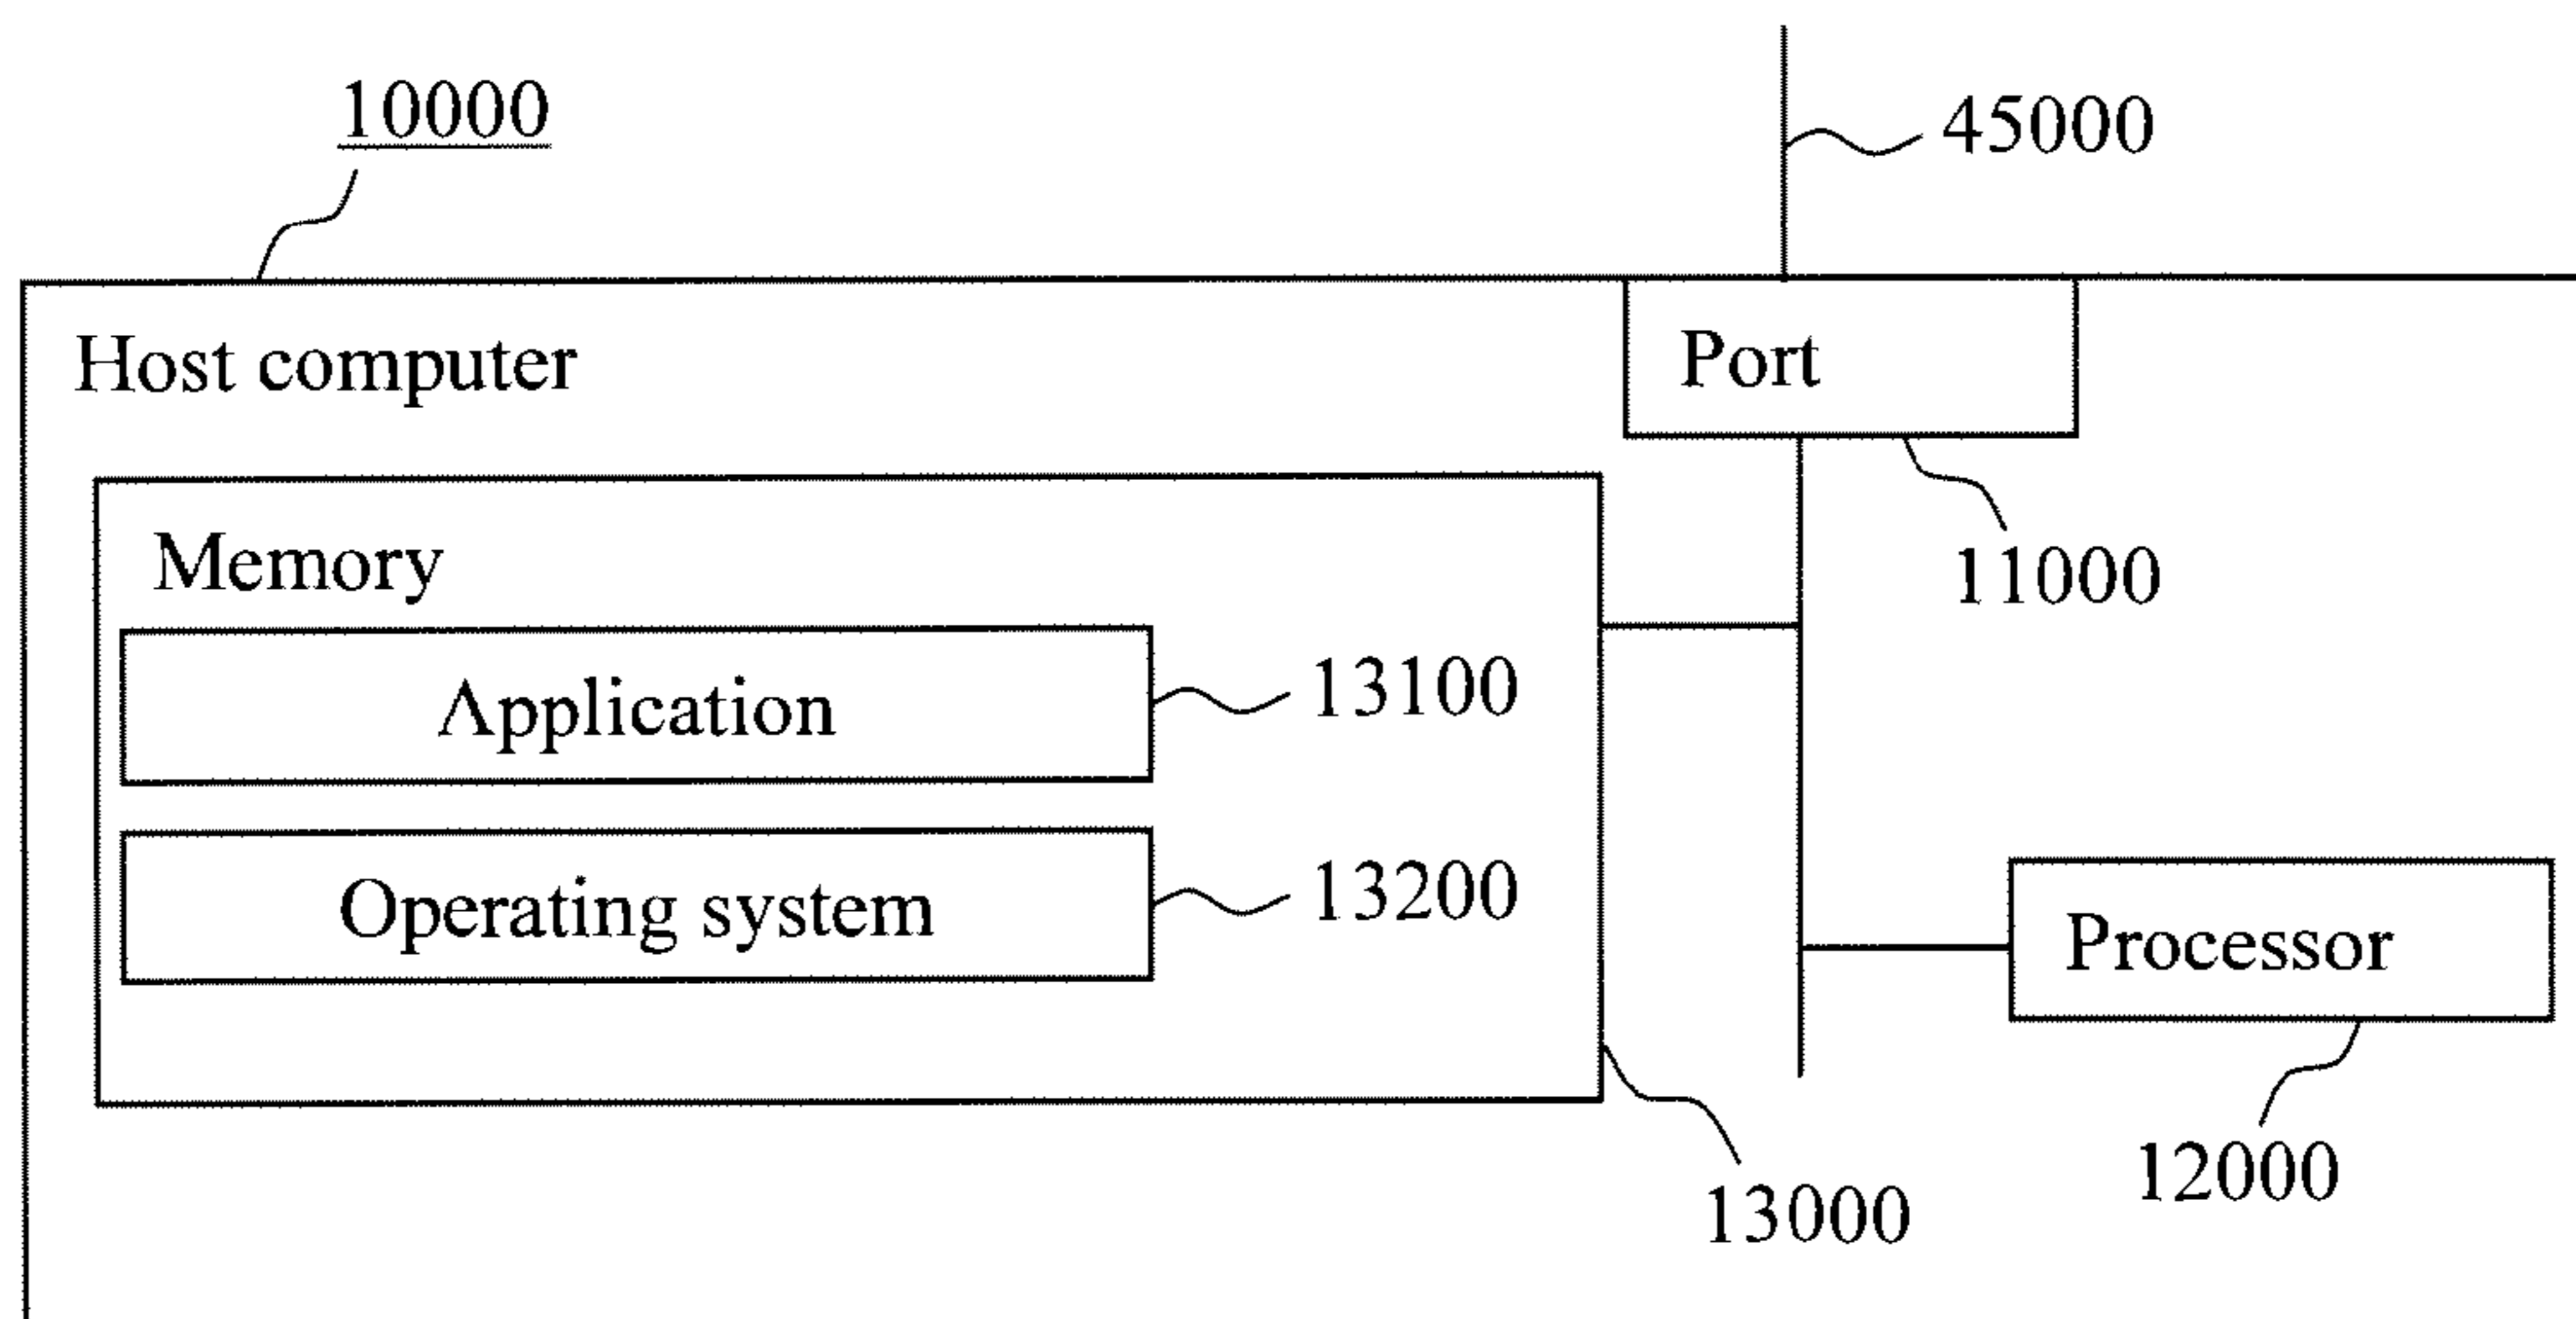 10000
45000
Host computer
Port
Memory
11000
Application
13100
Operating system
13200
Processor
12000
13000